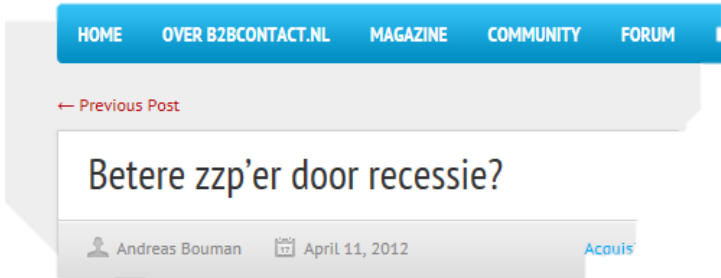 HOME OVER B2BCONTACT.NL MAGAZINE COMMUNITY FORUM
← Previous Post
Betere zzp'er door recessie?
Andreas Bouman 17 April 11, 2012